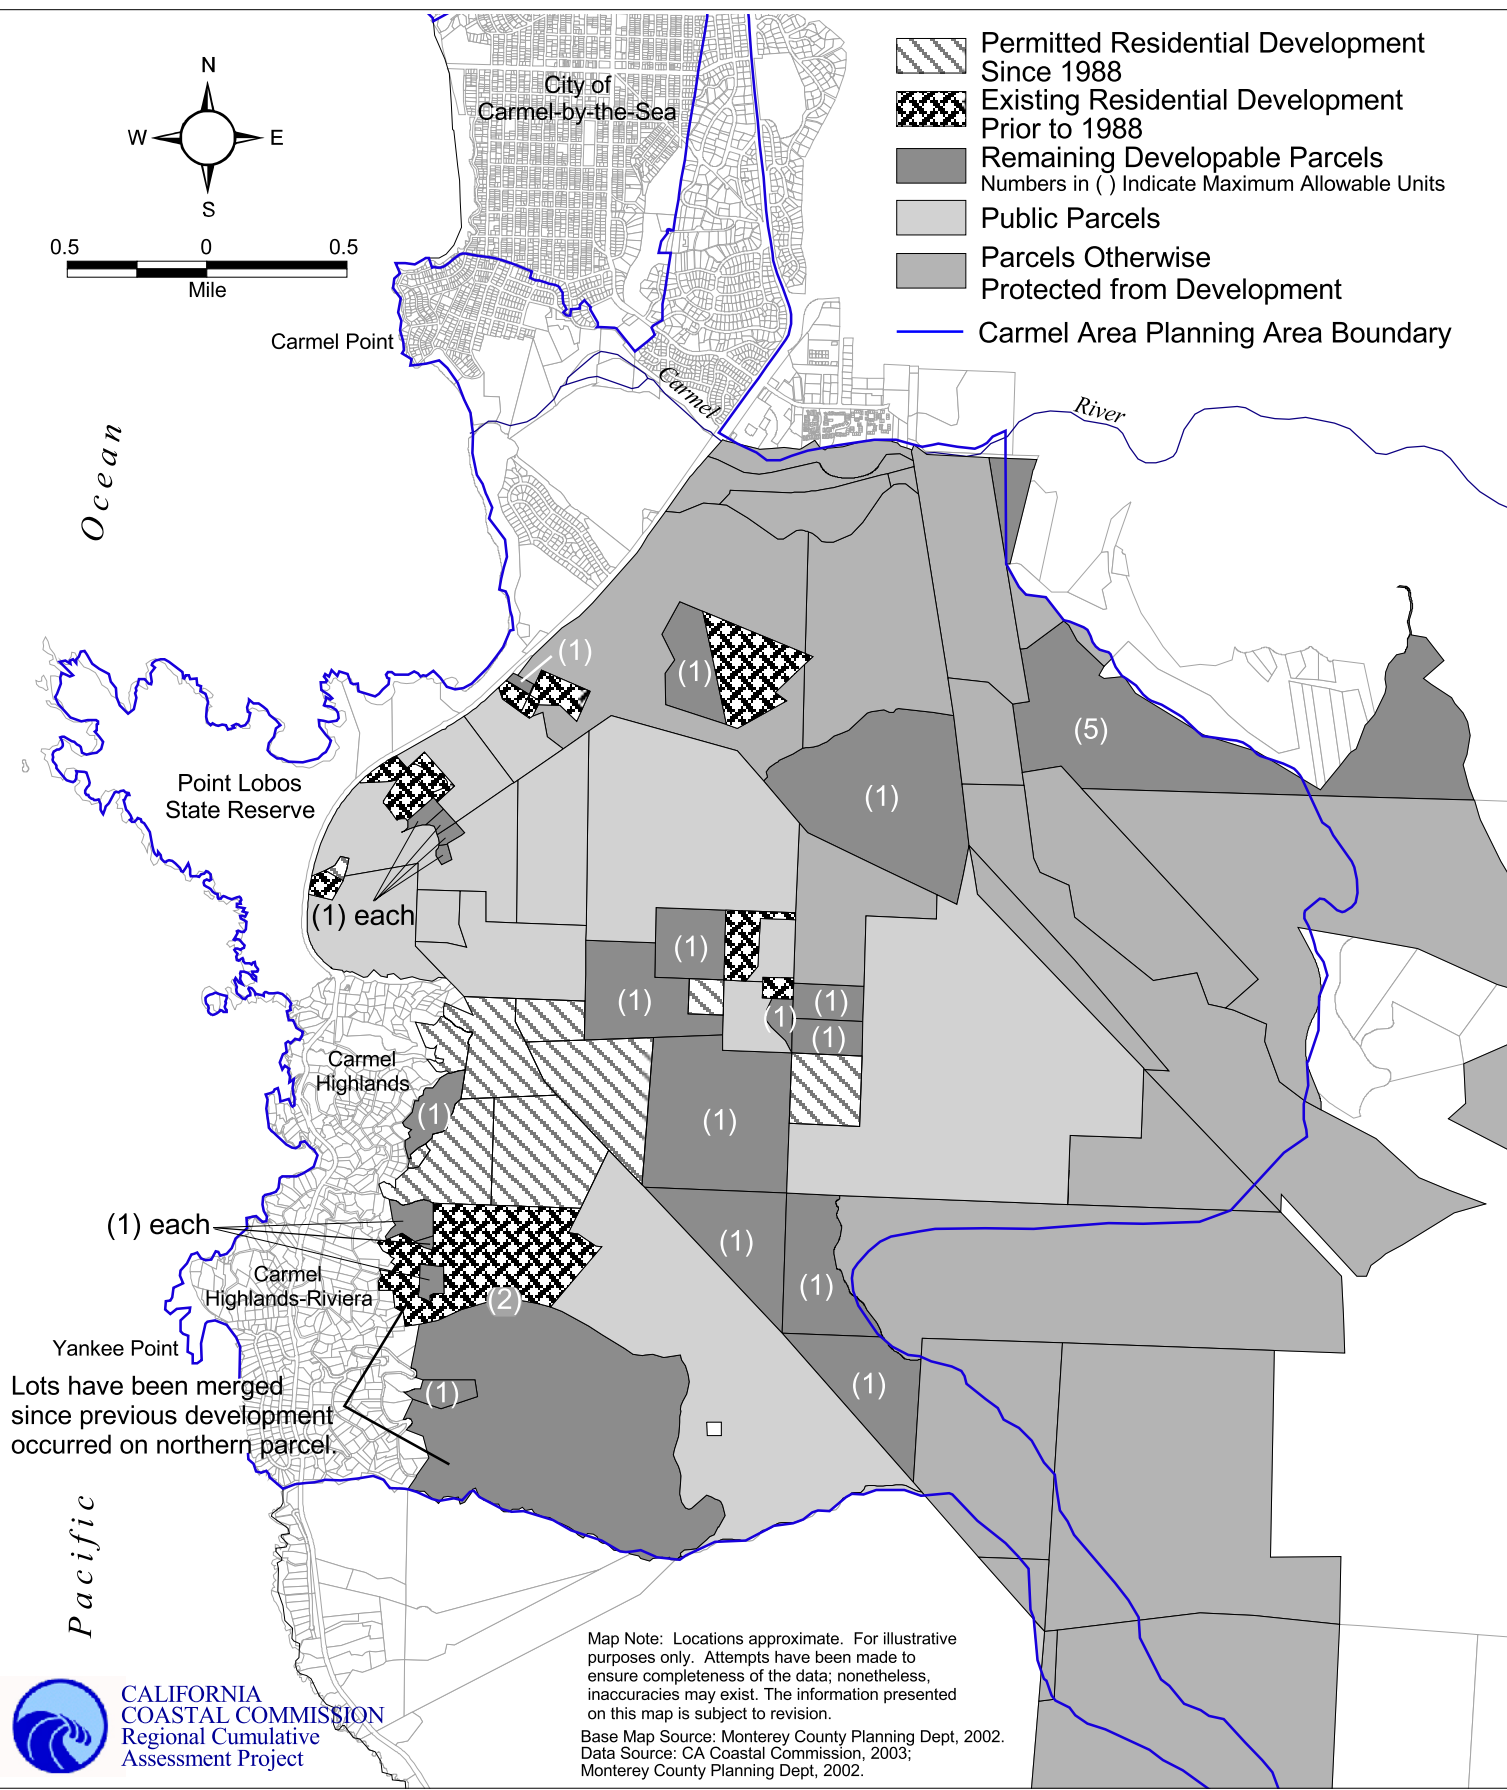 Permitted Residential Development
Since 1988
Existing Residential Development
Prior to 1988
Remaining Developable Parcels
Numbers in ( ) Indicate Maximum Allowable Units
Public Parcels
Parcels Otherwise
Protected from Development
Carmel Area Planning Area Boundary
N
W
E
S
0.5
0
0.5
Mile
City of
Carmel-by-the-Sea
Carmel Point
Carmel
River
Ocean
(1)
(1)
(5)
Point Lobos
State Reserve
(1)
(1) each
(1)
(1)
(1)
(1)
(1)
Carmel
Highlands
(1)
(1)
(1) each
(1)
(1)
Carmel
Highlands-Riviera
(2)
Yankee Point
(1)
(1)
Lots have been merged
since previous development
occurred on northern parcel.
Pacific
Map Note: Locations approximate. For illustrative
purposes only. Attempts have been made to
ensure completeness of the data; nonetheless,
inaccuracies may exist. The information presented
on this map is subject to revision.
Base Map Source: Monterey County Planning Dept, 2002.
Data Source: CA Coastal Commission, 2003;
Monterey County Planning Dept, 2002.
CALIFORNIA
COASTAL COMMISSION
Regional Cumulative
Assessment Project